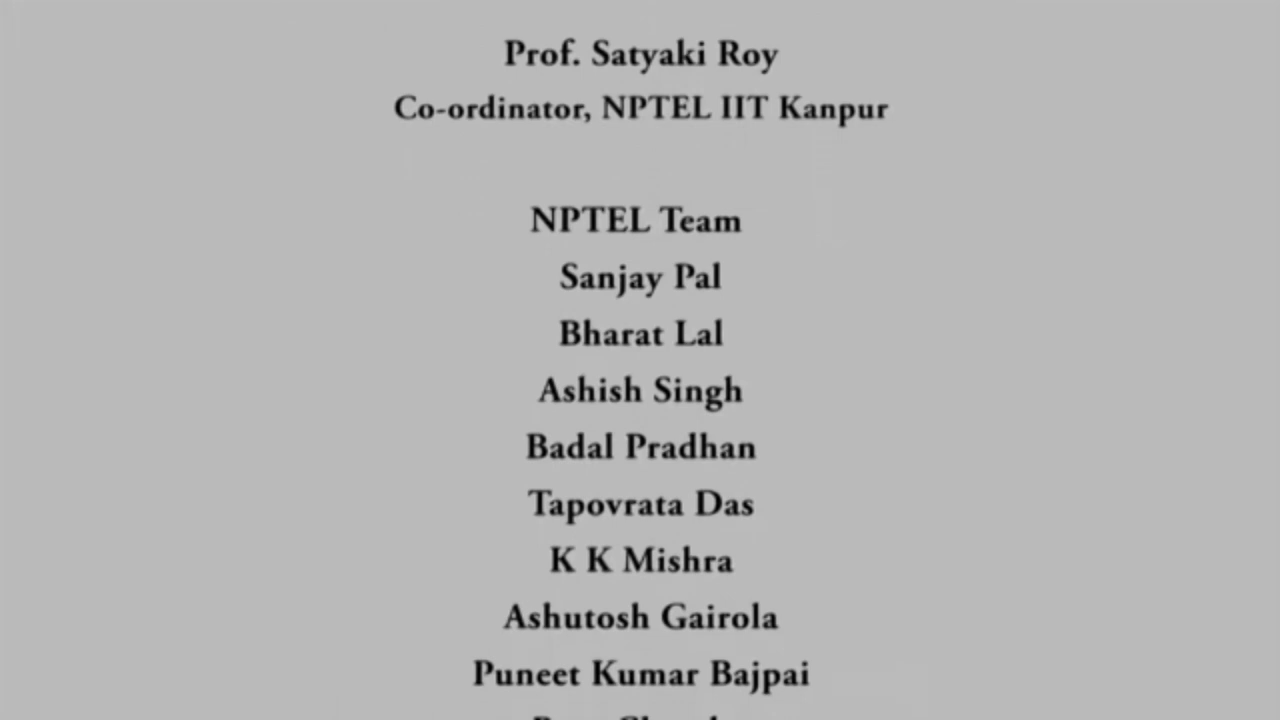 Prof. Satyaki Roy
Co-ordinator, NPTEL IIT Kanpur
NPTEL Team
Sanjay Pal
Bharat Lal
Ashish Singh
Badal Pradhan
Tapovrata Das
K K Mishra
Ashutosh Gairola
Puneet Kumar Bajpai